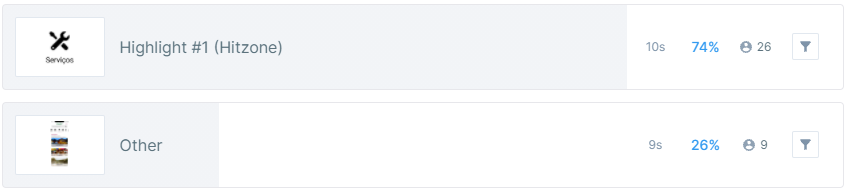 Serviços
Highlight #1 (Hitzone)
10s
74%
26
Other
9s
26%
9